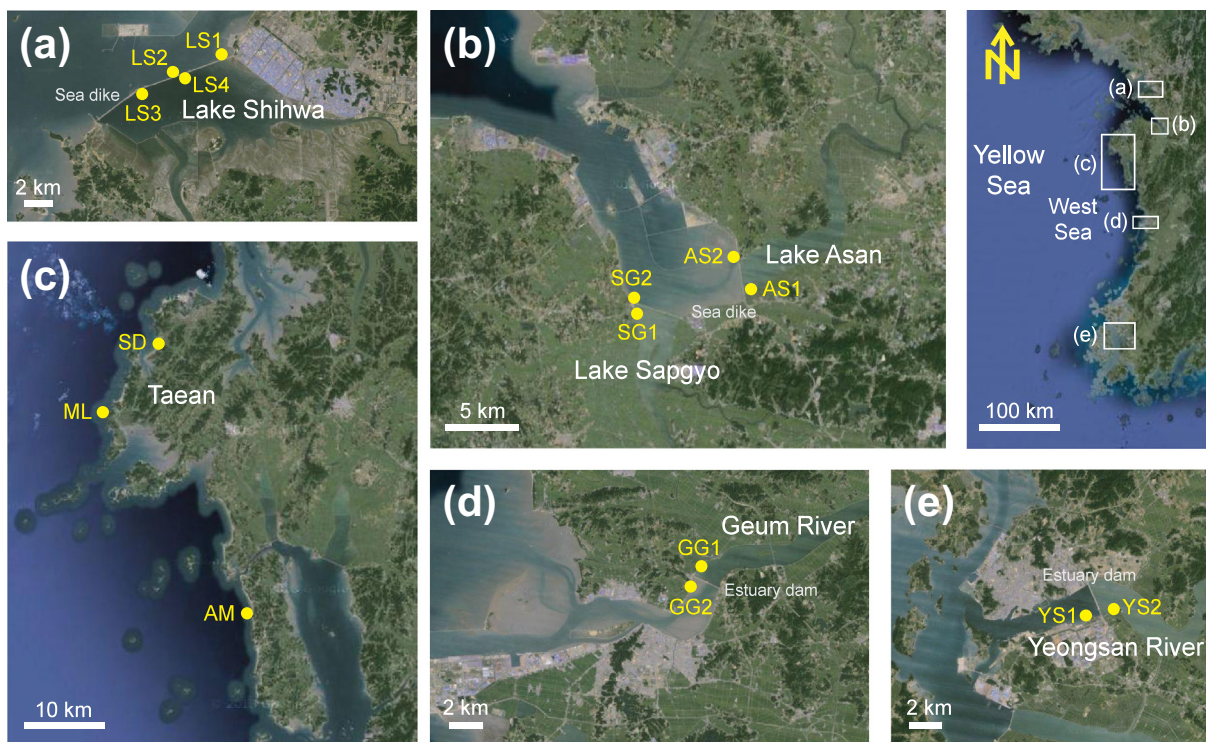 (a)
LS1
LS2
LS4
Sea dike
LS3
Lake Shihwa
2 km
(b)
AS2
Lake Asan
SG2
AS1
SG1
Sea dike
Lake Sapgyo
5 km
N
(a)
(b)
Yellow
Sea
(c)
West
Sea
(d)
(e)
100 km
(c)
SD
Taean
ML
AM
10 km
(d)
Geum River
GG1
Estuary dam
GG2
2 km
(e)
Estuary dam
YS1
YS2
Yeongsan River
2 km